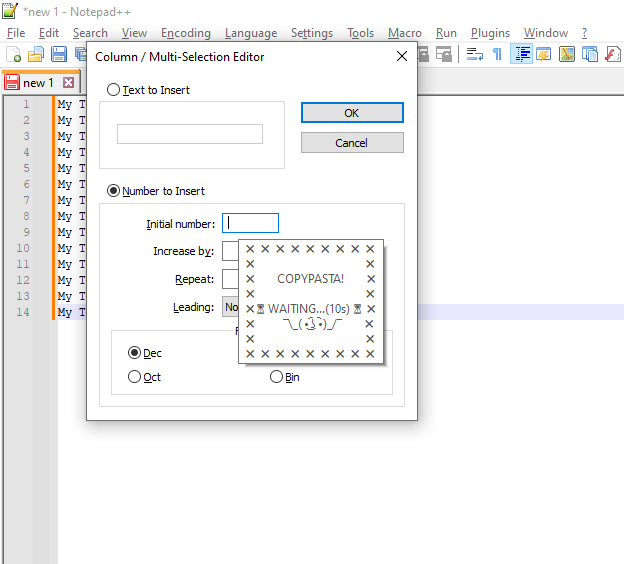 *new 1 - Notepad++
File Edit Search View Encoding Language Settings Tools Macro Run Plugins Window ?
new 1
Column / Multi-Selection Editor
Text to Insert
OK
Cancel
Number to Insert
Initial number:
Increase by:
Repeat:
Leading: No
Dec
Oct Bin
× × × × × × × × ×
× ×
× COPYPASTA! ×
× ×
×⏳ WAITING...(10s) ⏳×
× ¯\_( ͡• ͜ʖ ͡•)_/¯ ×
× ×
× × × × × × × × ×
1 My T
2 My T
3 My T
4 My T
5 My T
6 My T
7 My T
8 My T
9 My T
10 My T
11 My T
12 My T
13 My T
14 My T